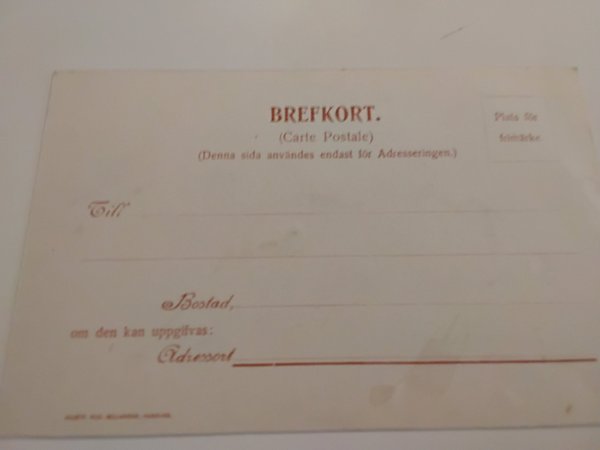 BREFKORT.
(Carte Postale)
(Denna sida användes endast för Adresseringen.)
Plats för
frimärke
Till
Bostad,
om den kan uppgifvas:
Adressort